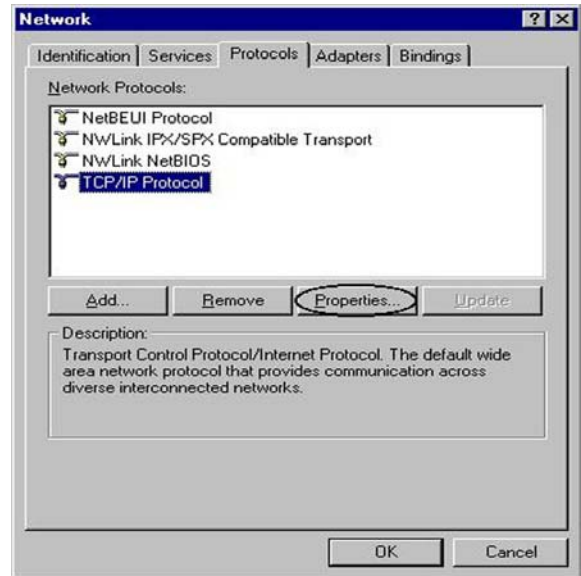 Network ? X
Identification Services Protocols Adapters Bindings
Network Protocols:
NetBEUI Protocol
NWLink IPX/SPX Compatible Transport
NWLink NetBIOS
TCP/IP Protocol
Add... Remove Properties... Update
Description:
Transport Control Protocol/Internet Protocol. The default wide
area network protocol that provides communication across
diverse interconnected networks.
OK Cancel